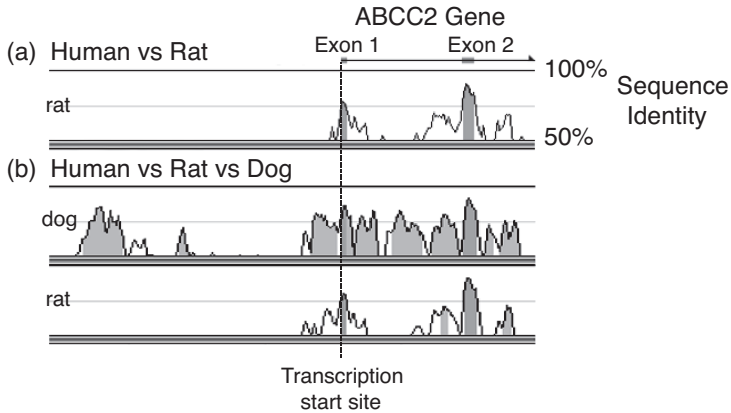 ABCC2 Gene
(a) Human vs Rat
Exon 1 Exon 2
100%
rat
Sequence
Identity
50%
(b) Human vs Rat vs Dog
dog
rat
Transcription
start site